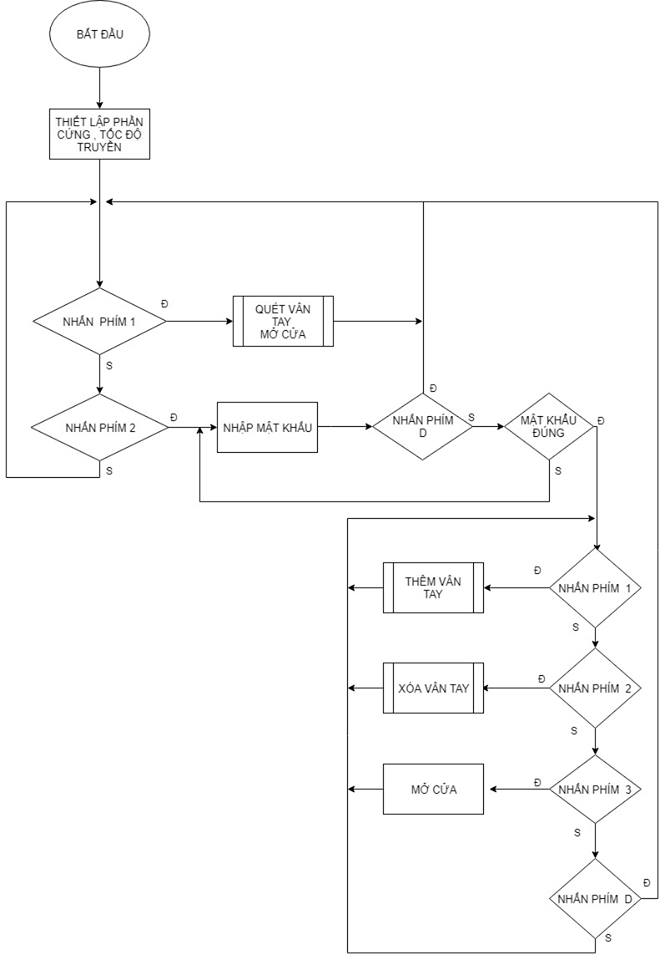 BẮT ĐẦU
THIẾT LẬP PHẦN
CỨNG , TỐC ĐỘ
TRUYỀN
NHẤN PHÍM 1
Đ
QUÉT VÂN
TAY
MỞ CỬA
S
Đ
NHẤN PHÍM 2
Đ
NHẬP MẬT KHẨU
NHẤN PHÍM
D
S
MẬT KHẨU
ĐÚNG
Đ
S
S
THÊM VÂN
TAY
Đ
NHẤN PHÍM 1
S
XÓA VÂN TAY
Đ
NHẤN PHÍM 2
S
MỞ CỬA
Đ
NHẤN PHÍM 3
S
NHẤN PHÍM D
Đ
S